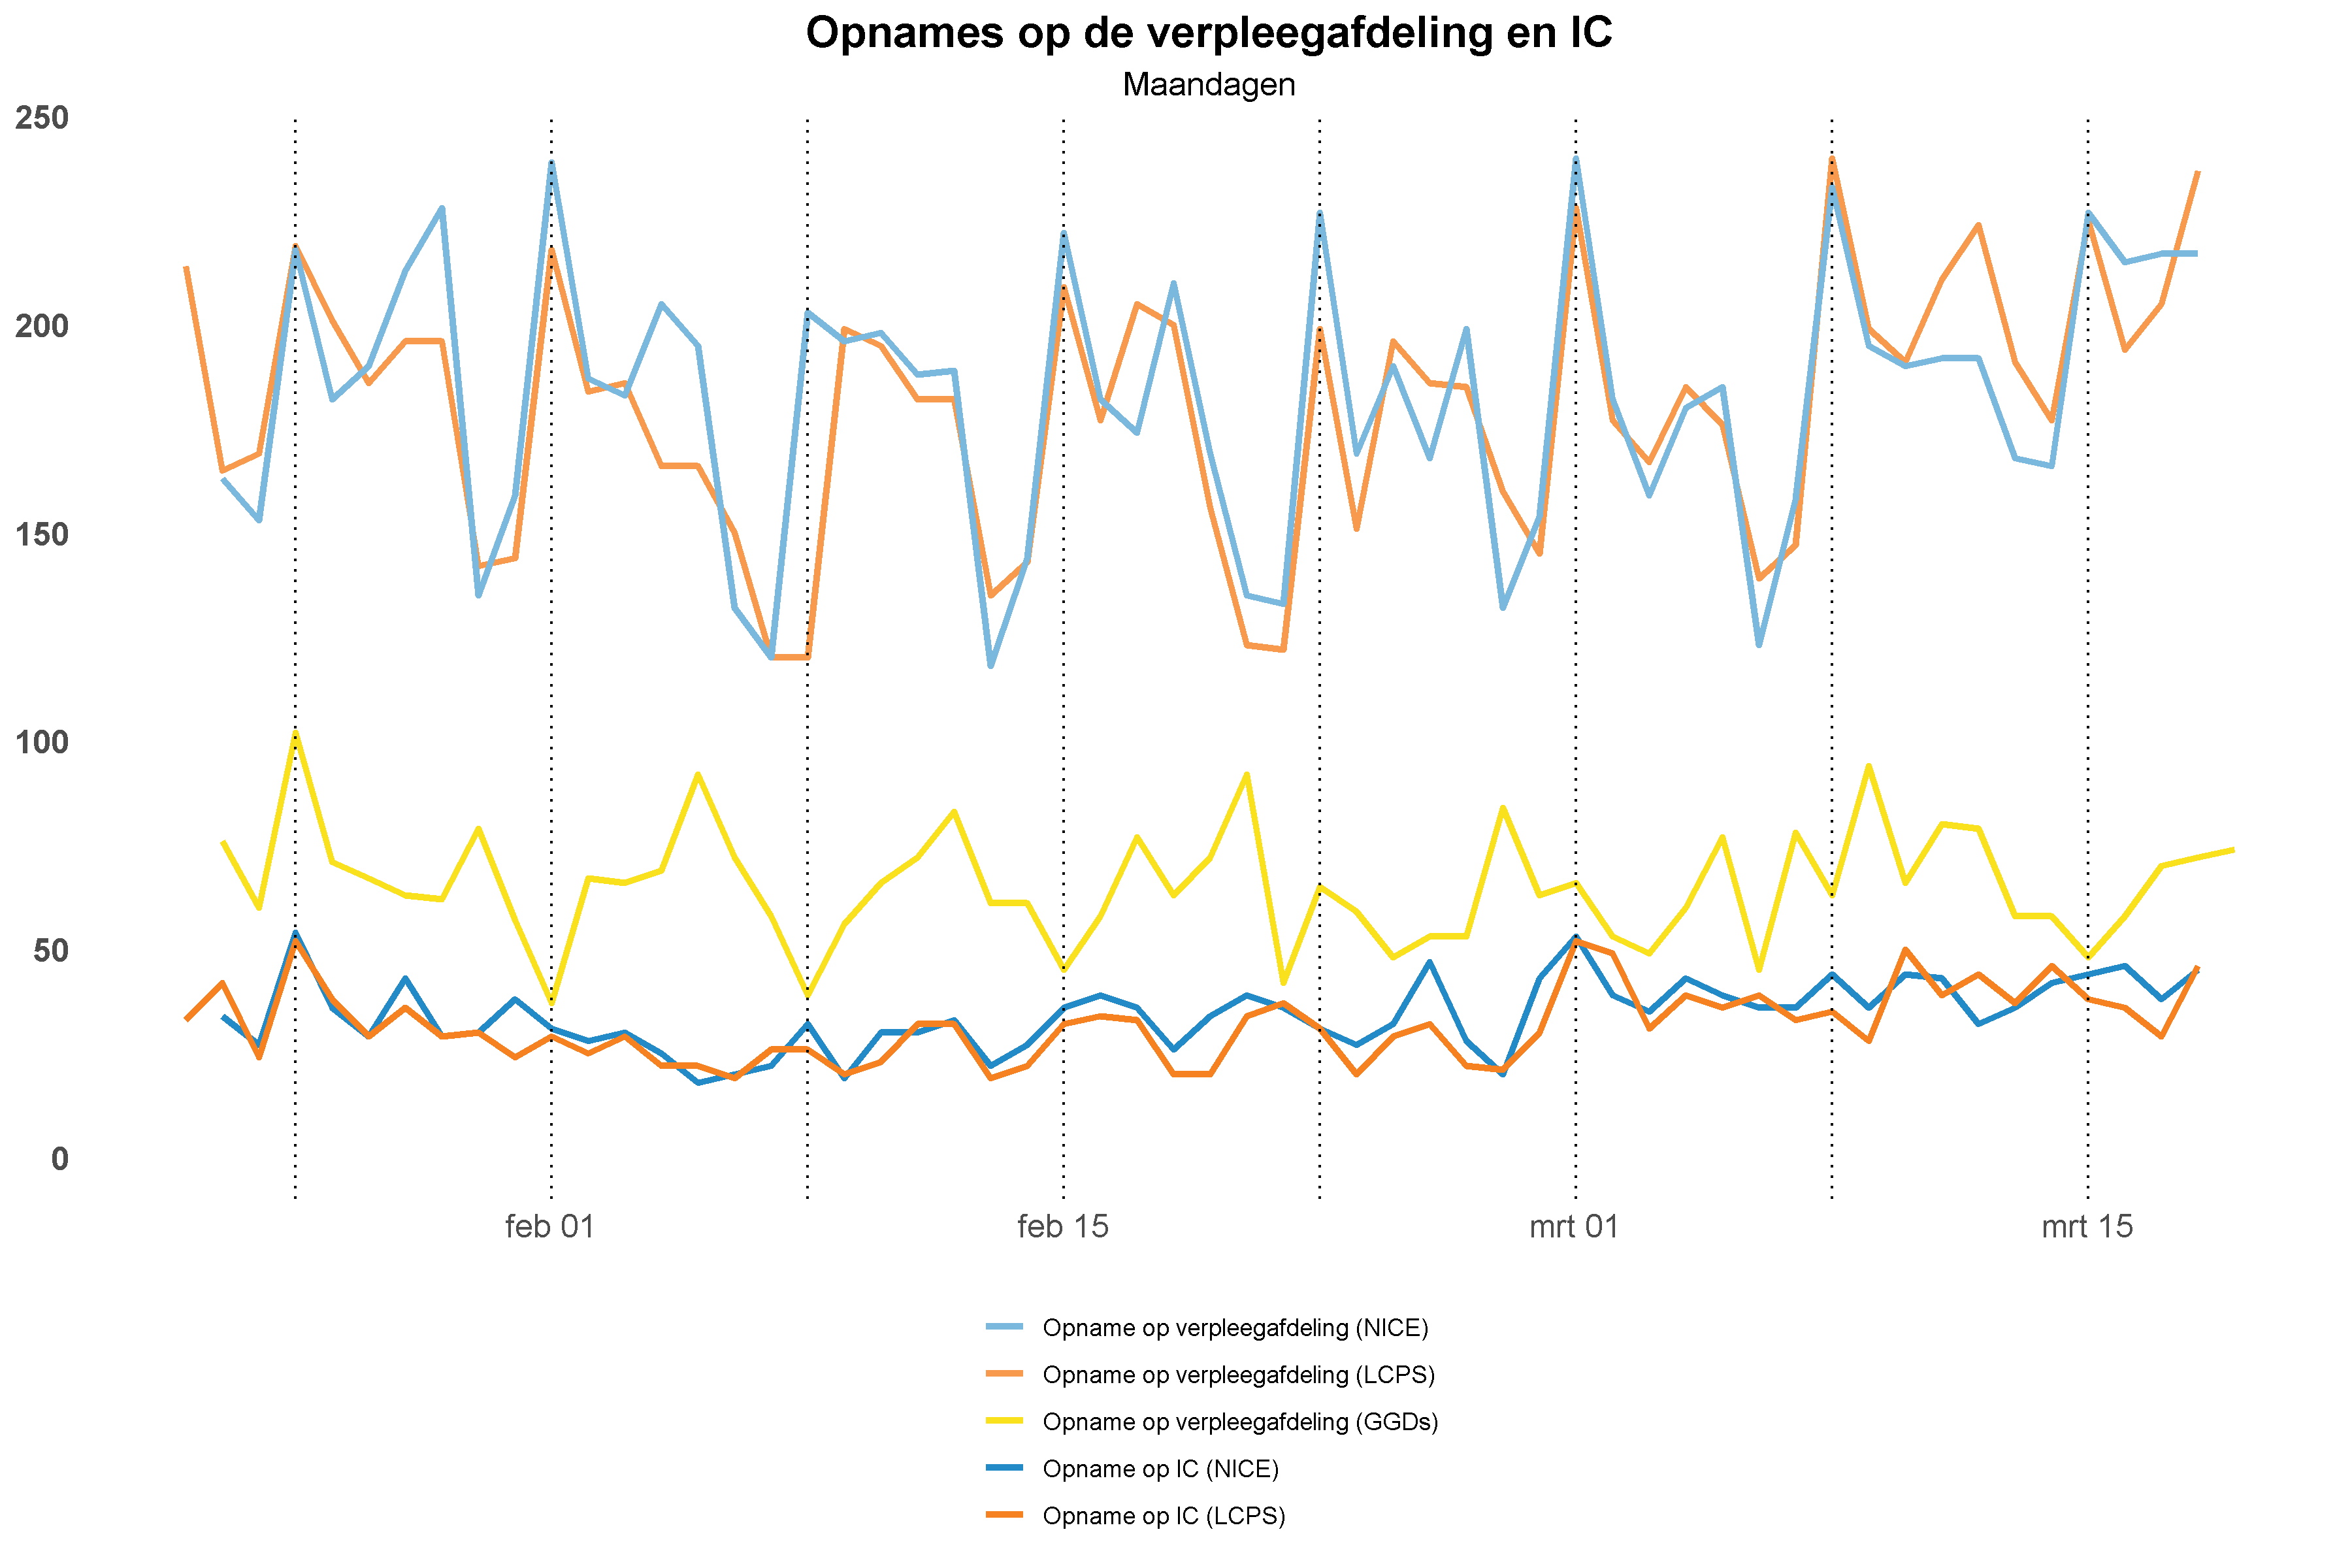 Opnames op de verpleegafdeling en IC
Maandagen
250
200
150
100
50
0
feb 01 feb 15 mrt 01 mrt 15
Opname op verpleegafdeling (NICE)
Opname op verpleegafdeling (LCPS)
Opname op verpleegafdeling (GGDs)
Opname op IC (NICE)
Opname op IC (LCPS)